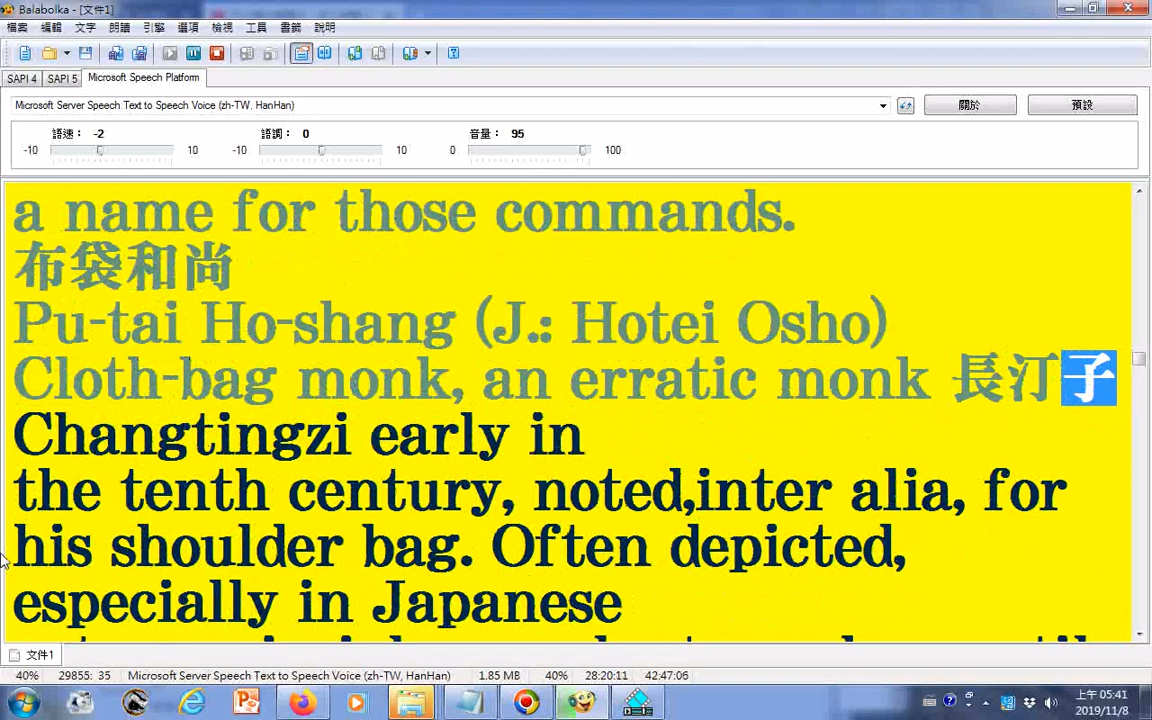 Balabolka - [文件1]
檔案 編輯 文字 朗讀 引擎 選項 檢視 工具 書籤 說明
SAPI 4 SAPI 5 Microsoft Speech Platform
Microsoft Server Speech Text to Speech Voice (zh-TW, HanHan) 關於 預設
語速： -2 語調： 0 音量： 95
-10 10 -10 10 0 100
a name for those commands.
布袋和尚
Pu-tai Ho-shang (J.: Hotei Osho)
Cloth-bag monk, an erratic monk 長汀子
Changtingzi early in
the tenth century, noted,inter alia, for
his shoulder bag. Often depicted,
especially in Japanese
文件1
40% 29855: 35 Microsoft Server Speech Text to Speech Voice (zh-TW, HanHan) 1.85 MB 40% 28:20:11 42:47:06
上午 05:41
2019/11/8